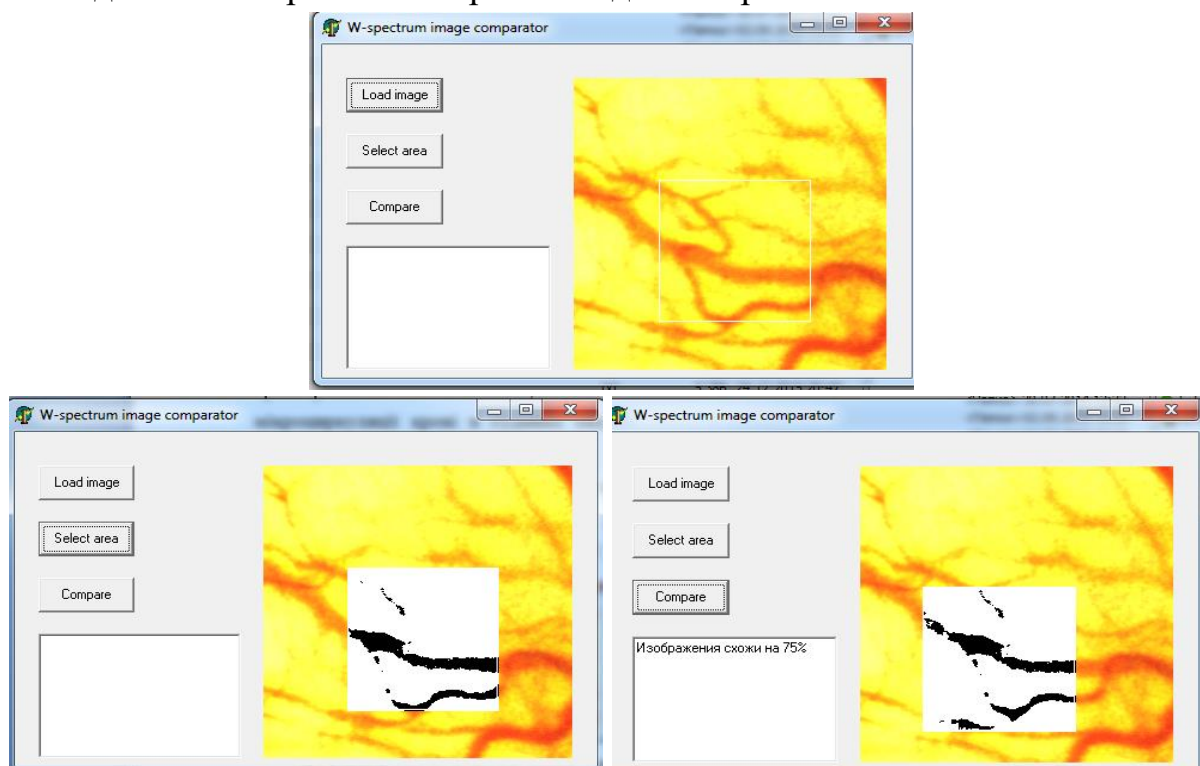 W-spectrum image comparator
Load image
Select area
Compare
W-spectrum image comparator
Load image
Select area
Compare
W-spectrum image comparator
Load image
Select area
Compare
Изображения схожи на 75%